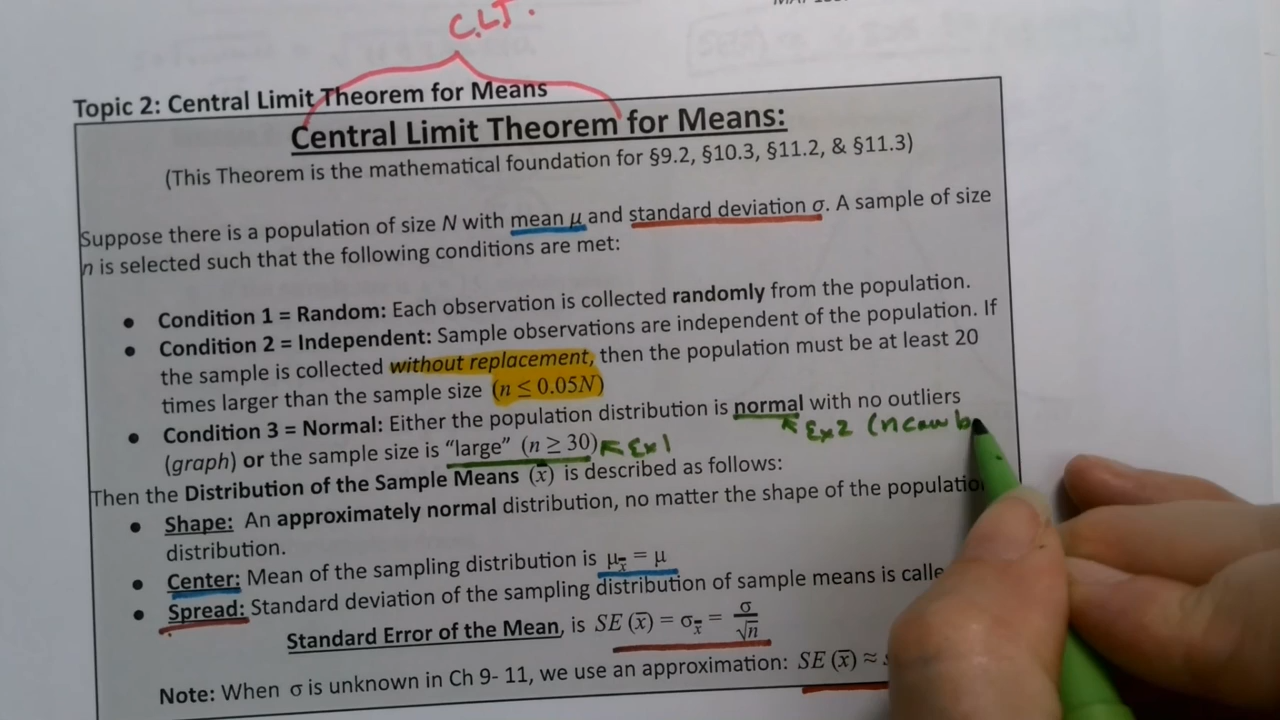 C.L.T.
Topic 2: Central Limit Theorem for Means
Central Limit Theorem for Means:
(This Theorem is the mathematical foundation for §9.2, §10.3, §11.2, & §11.3)
Suppose there is a population of size N with mean μ and standard deviation σ. A sample of size
n is selected such that the following conditions are met:
• Condition 1 = Random: Each observation is collected randomly from the population.
• Condition 2 = Independent: Sample observations are independent of the population. If
the sample is collected without replacement, then the population must be at least 20
times larger than the sample size (n ≤ 0.05N)
• Condition 3 = Normal: Either the population distribution is normal with no outliers
Ex2 (n can b
(graph) or the sample size is “large” (n ≥ 30) Ex1
Then the Distribution of the Sample Means (x̅) is described as follows:
• Shape: An approximately normal distribution, no matter the shape of the populatio
distribution.
• Center: Mean of the sampling distribution is μx̅ = μ
• Spread: Standard deviation of the sampling distribution of sample means is calle
Standard Error of the Mean, is SE (x̅) = σx̅ = σ/√n
Note: When σ is unknown in Ch 9- 11, we use an approximation: SE (x̅) ≈